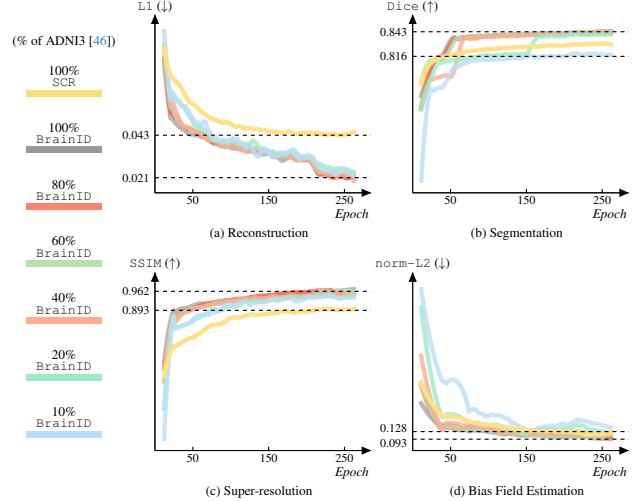 (% of ADNI3 [46])
100%
SCR
100%
BrainID
80%
BrainID
60%
BrainID
40%
BrainID
20%
BrainID
10%
BrainID
L1 (↓)
0.043
0.021
50
150
250
Epoch
(a) Reconstruction
Dice (↑)
0.843
0.816
50
150
250
Epoch
(b) Segmentation
SSIM (↑)
0.962
0.893
50
150
250
Epoch
(c) Super-resolution
norm-L2 (↓)
0.128
0.093
50
150
250
Epoch
(d) Bias Field Estimation